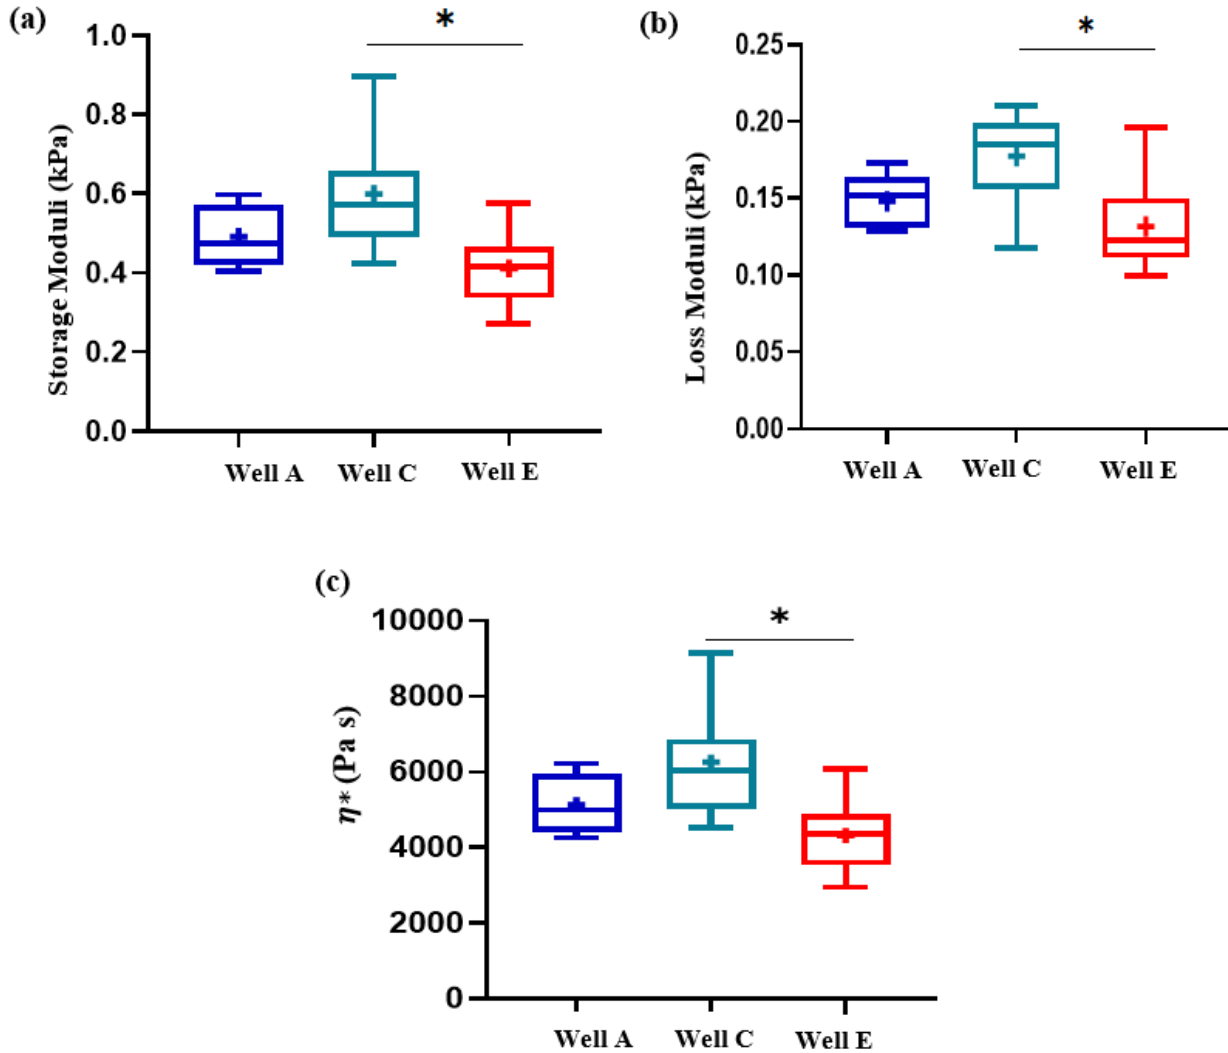 (a)
*
1.0
0.8
0.6
0.4
0.2
0.0
Storage Moduli (kPa)
Well A Well C Well E
(b)
*
0.25
0.20
0.15
0.10
0.05
0.00
Loss Moduli (kPa)
Well A Well C Well E
(c)
*
10000
8000
6000
4000
2000
0
η* (Pa s)
Well A Well C Well E